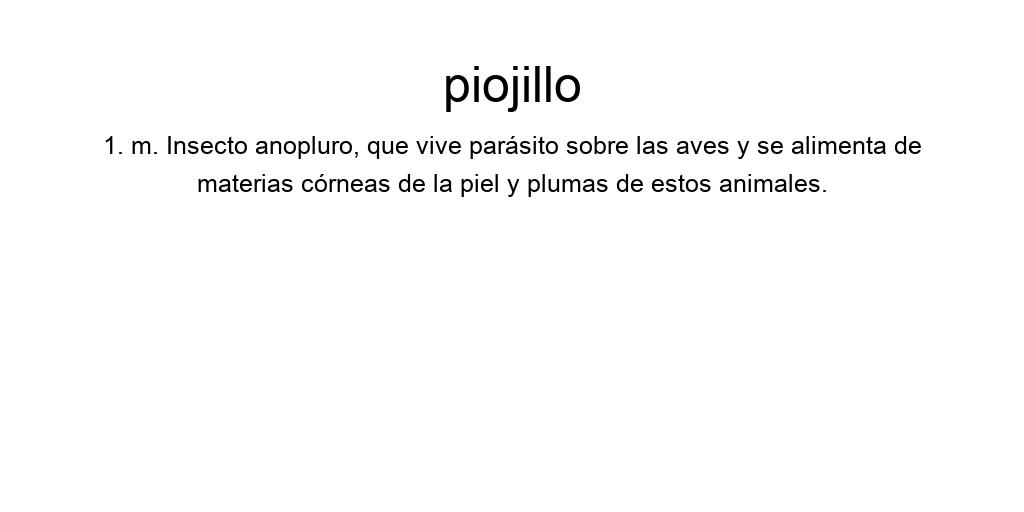 piojillo
1. m. Insecto anopluro, que vive parásito sobre las aves y se alimenta de
materias córneas de la piel y plumas de estos animales.